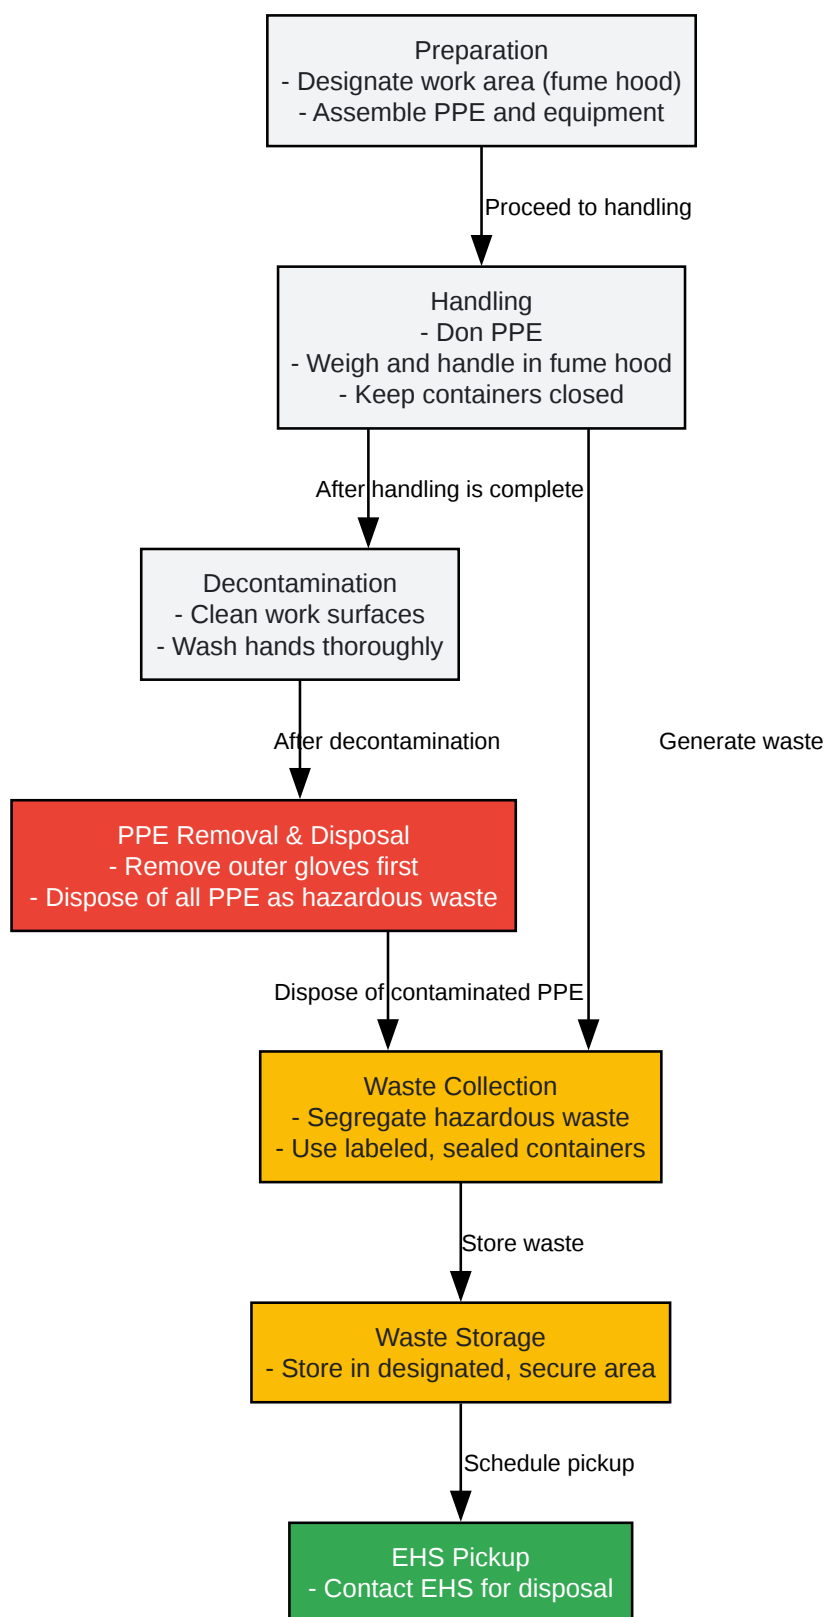 Preparation
- Designate work area (fume hood)
- Assemble PPE and equipment
Proceed to handling
Handling
- Don PPE
- Weigh and handle in fume hood
- Keep containers closed
After handling is complete
Decontamination
- Clean work surfaces
- Wash hands thoroughly
After decontamination
Generate waste
PPE Removal & Disposal
- Remove outer gloves first
- Dispose of all PPE as hazardous waste
Dispose of contaminated PPE
Waste Collection
- Segregate hazardous waste
- Use labeled, sealed containers
Store waste
Waste Storage
- Store in designated, secure area
Schedule pickup
EHS Pickup
- Contact EHS for disposal